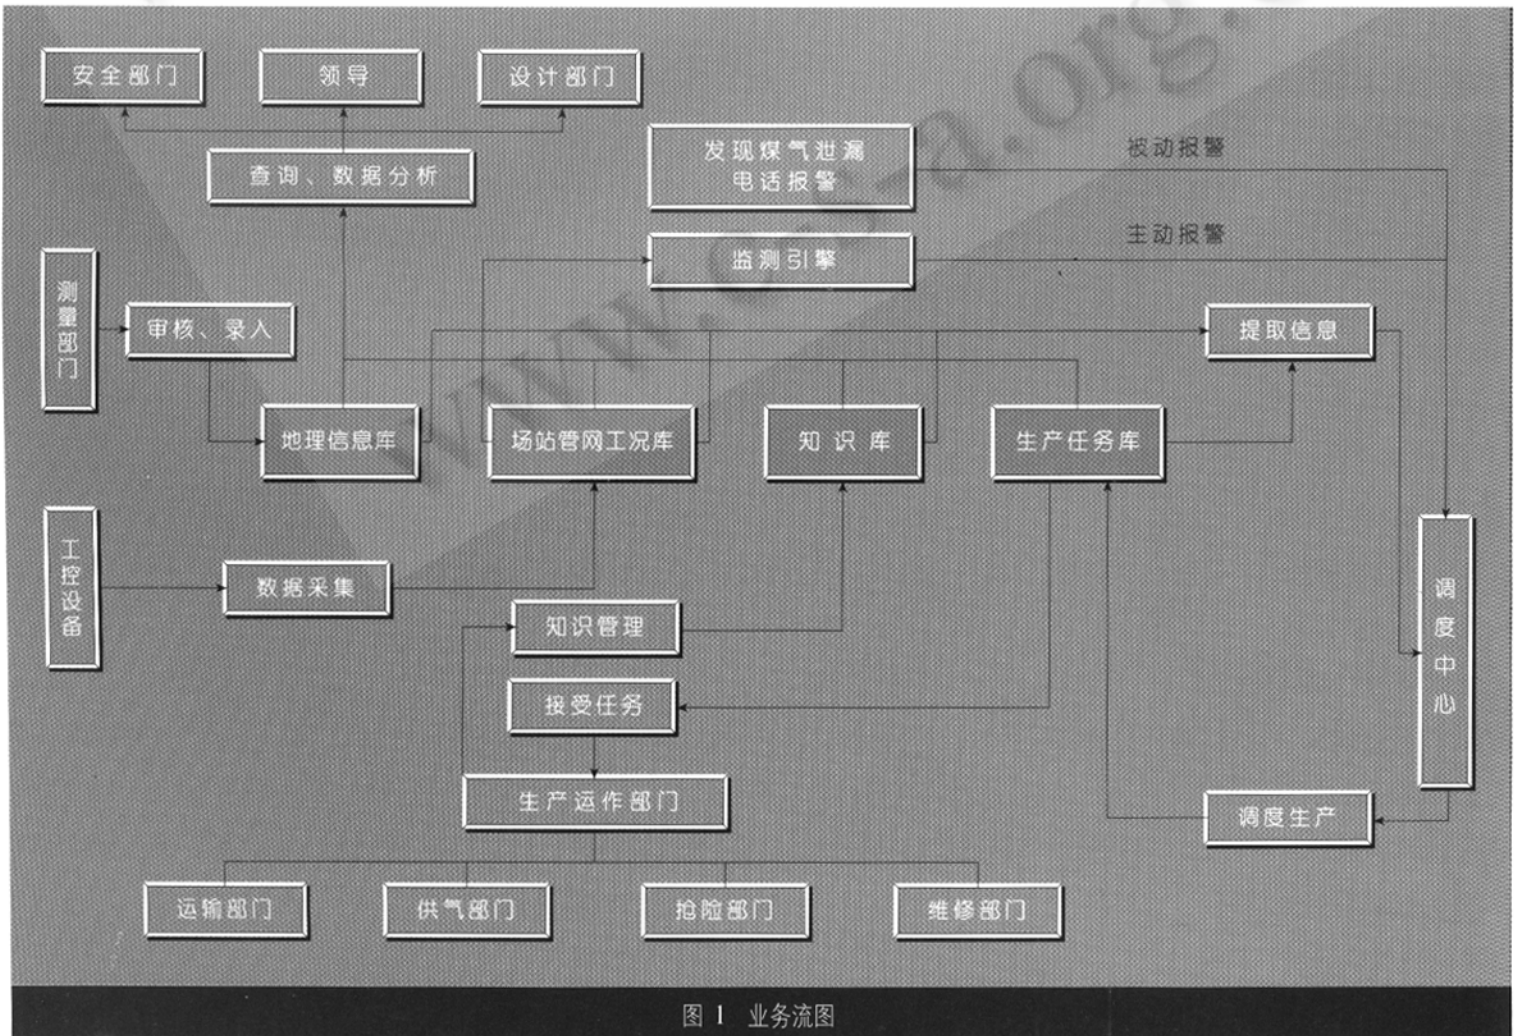 安全部门
领导
设计部门
查询、数据分析
发现煤气泄漏
电话报警
被动报警
监测引擎
主动报警
测量部门
审核、录入
提取信息
地理信息库
场站管网工况库
知识库
生产任务库
工控设备
数据采集
知识管理
接受任务
调度中心
生产运作部门
调度生产
运输部门
供气部门
抢险部门
维修部门
图 1 业务流图
www.c-s-a.org.c